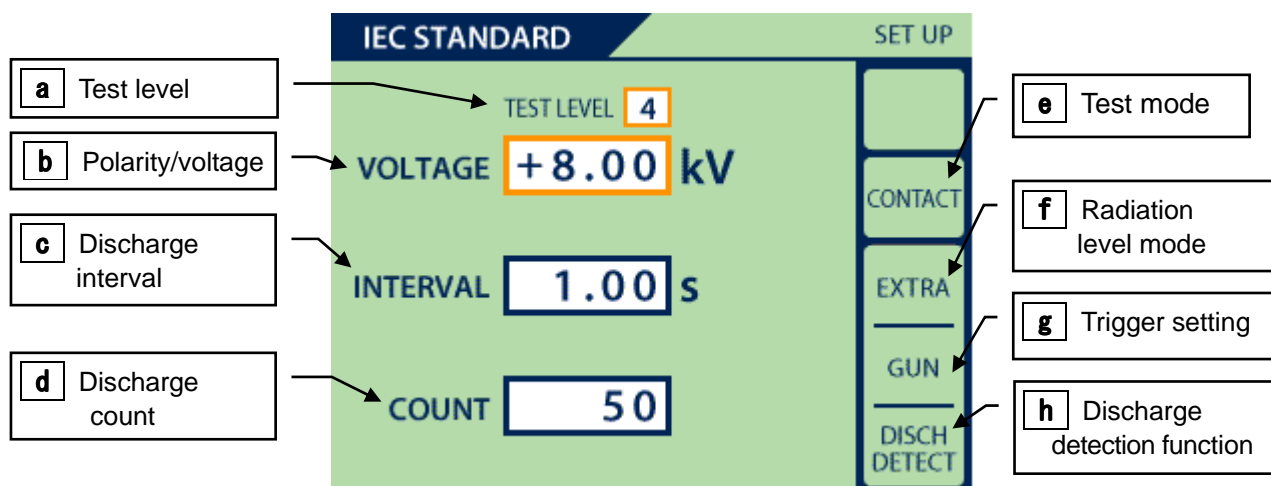 IEC STANDARD
SET UP
a Test level
b Polarity/voltage
c Discharge
interval
d Discharge
count
TEST LEVEL 4
VOLTAGE +8.00 kV
INTERVAL 1.00 s
COUNT 50
CONTACT
EXTRA
GUN
DISCH
DETECT
e Test mode
f Radiation
level mode
g Trigger setting
h Discharge
detection function